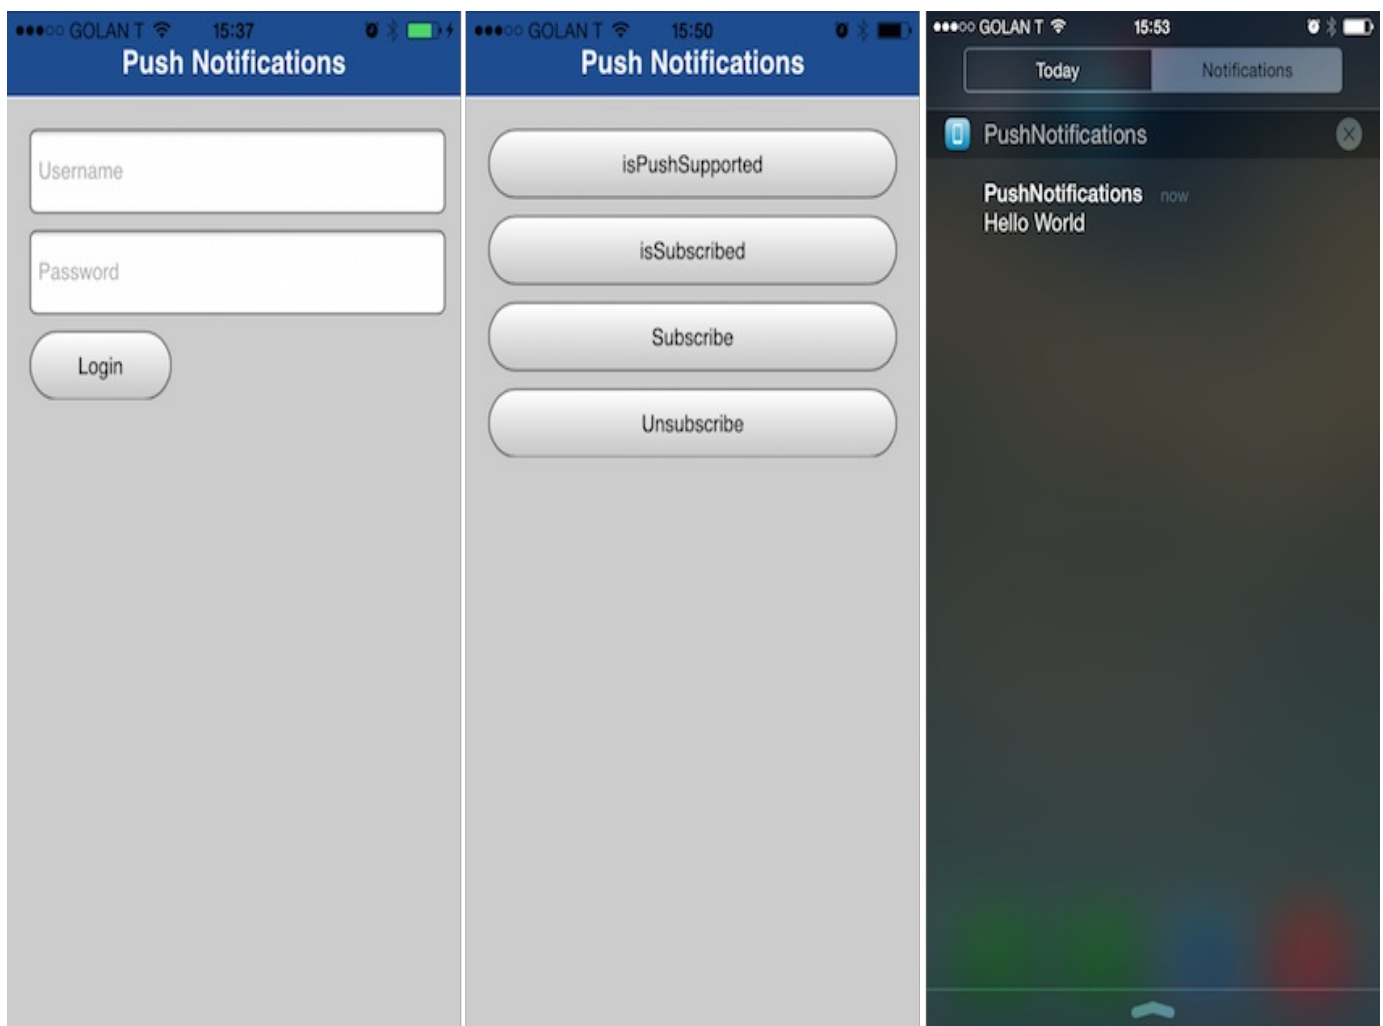 GOLAN T 15:37
Push Notifications
Username
Password
Login
GOLAN T 15:50
Push Notifications
isPushSupported
isSubscribed
Subscribe
Unsubscribe
GOLAN T 15:53
Today Notifications
PushNotifications
PushNotifications now
Hello World